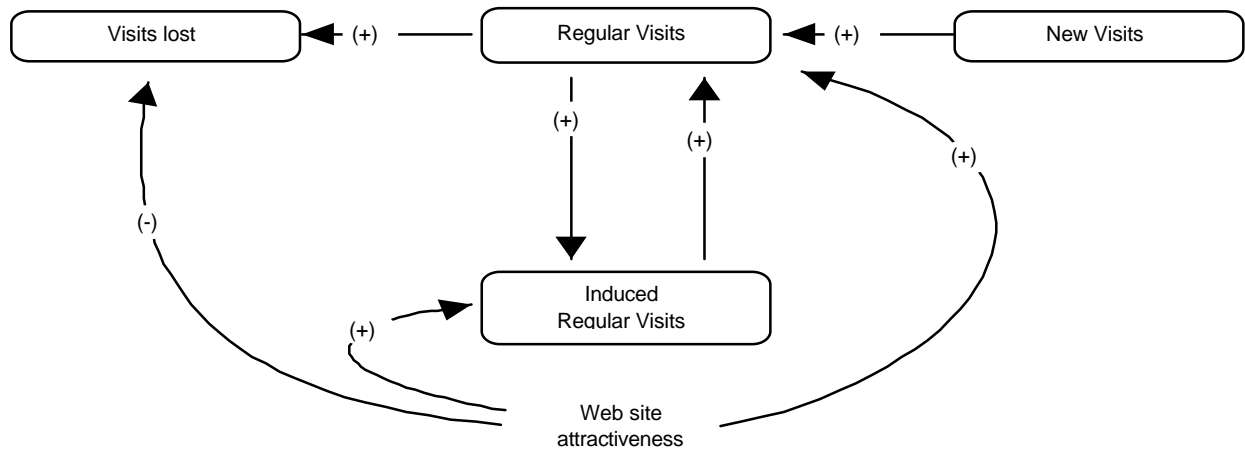 Visits lost
(+)
Regular Visits
(+)
New Visits
(+)
(+)
(+)
(-)
Induced
Regular Visits
(+)
Web site
attractiveness